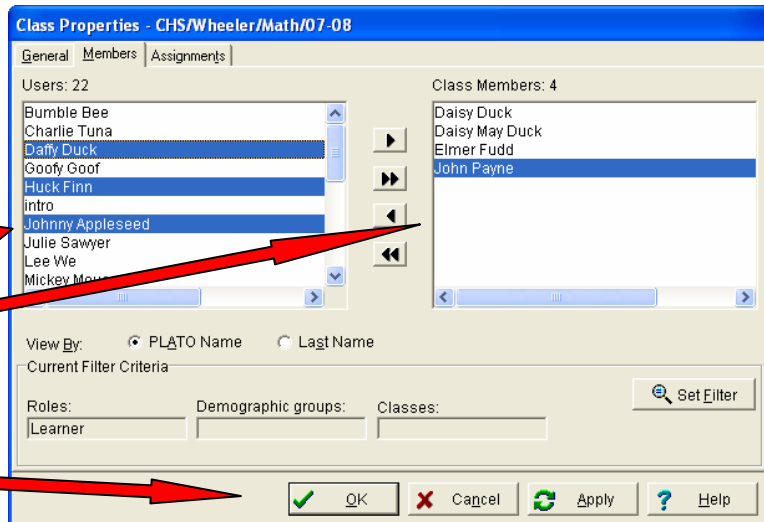 Class Properties - CHS/Wheeler/Math/07-08
General Members Assignments
Users: 22
Class Members: 4
Bumble Bee
Charlie Tuna
Daffy Duck
Goofy Goof
Huck Finn
intro
Johnny Appleseed
Julie Sawyer
Lee We
Mickey
Daisy Duck
Daisy May Duck
Elmer Fudd
John Payne
View By: PLATO Name Last Name
Current Filter Criteria
Set Filter
Roles: Demographic groups: Classes:
Learner
OK Cancel Apply ? Help